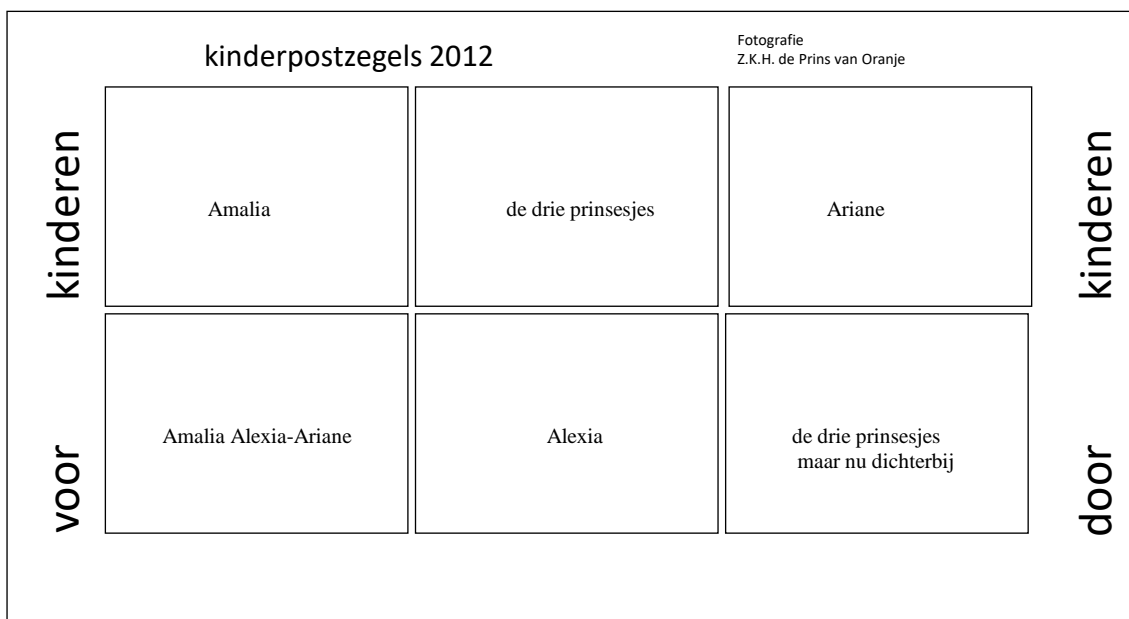 kinderpostzegels 2012
Fotografie
Z.K.H. de Prins van Oranje
voor kinderen
Amalia
de drie prinsesjes
Ariane
Amalia Alexia-Ariane
Alexia
de drie prinsesjes
maar nu dichterbij
door kinderen